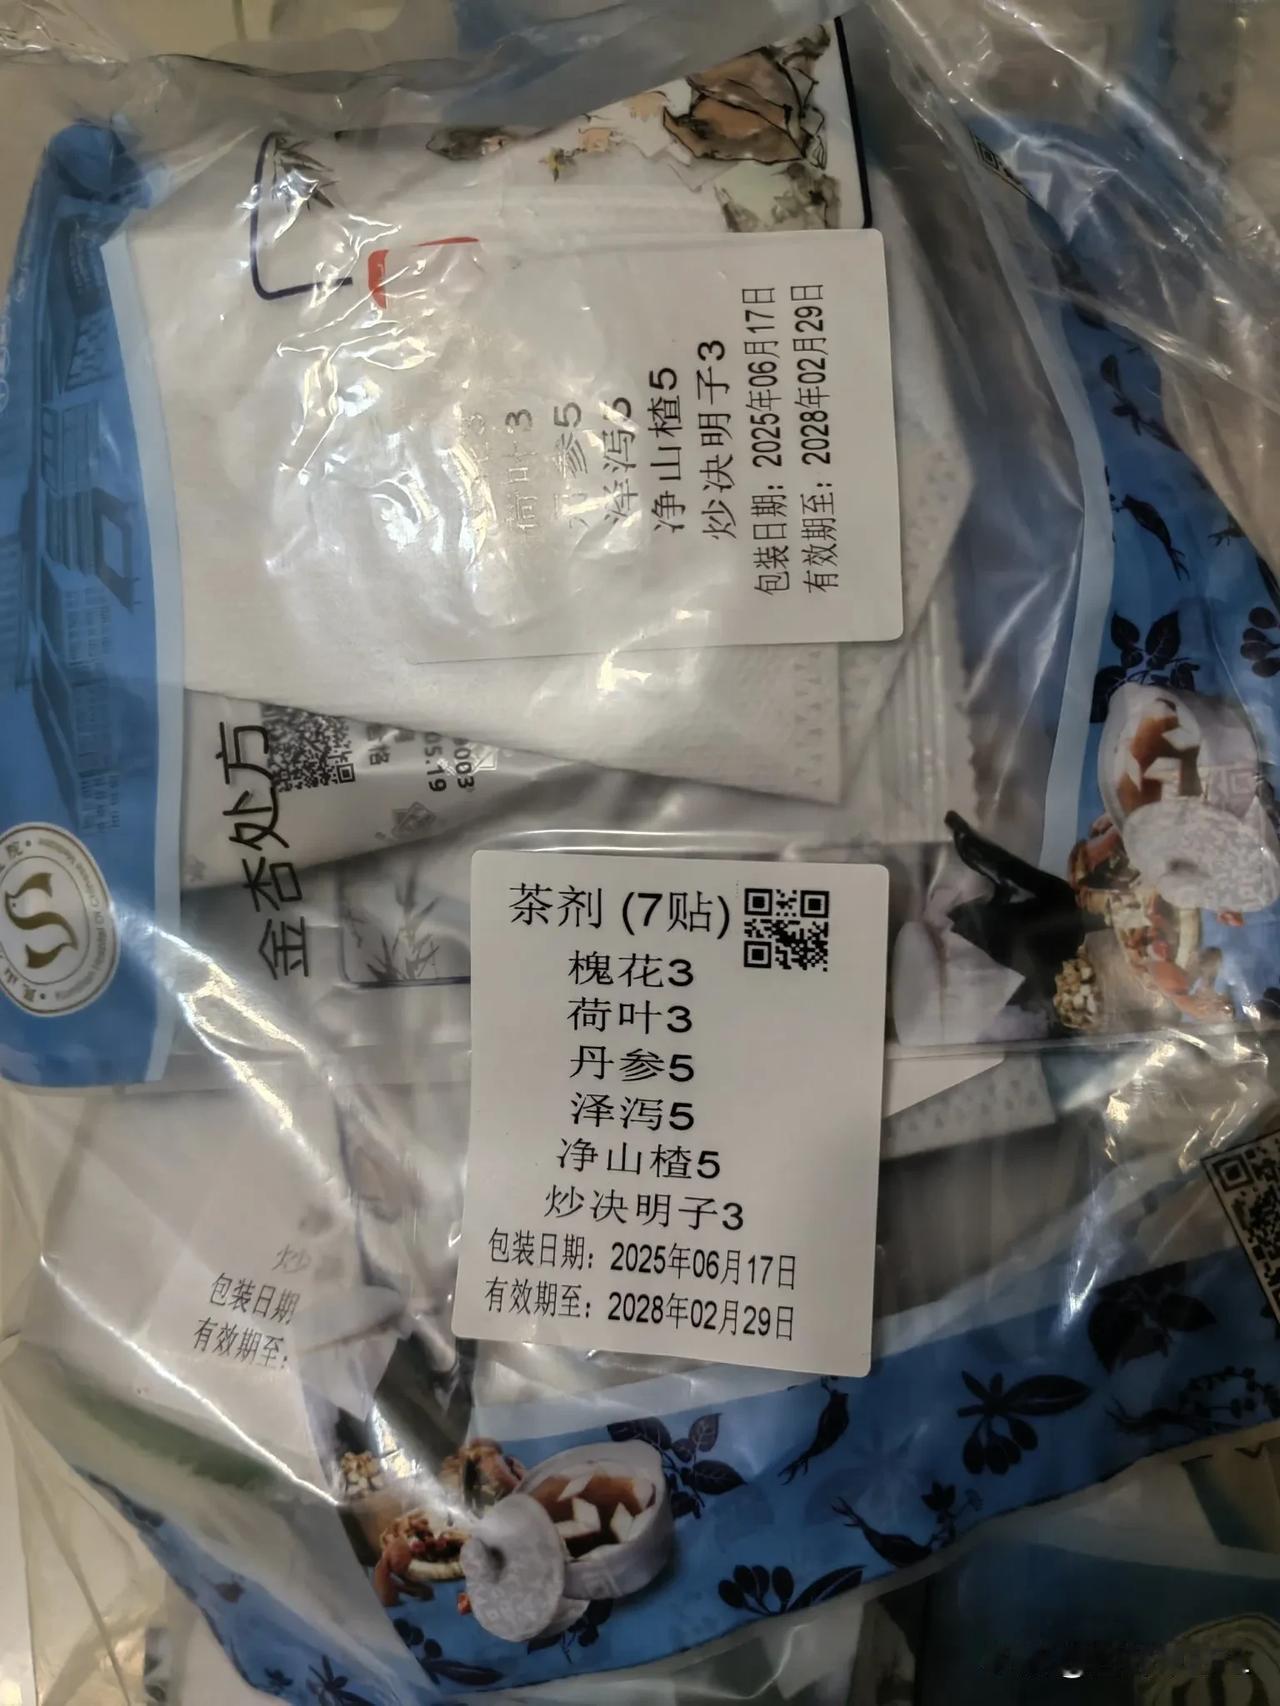 荷叶3
丹参5
泽泻5
净山楂5
炒决明子3
包装日期：2025年06月17日
有效期至：2028年02月29日
金杏处方
05.19
茶剂 (7贴)
槐花3
荷叶3
丹参5
泽泻5
净山楂5
炒决明子3
包装日期：2025年06月17日
有效期至：2028年02月29日
炒
包装日期
有效期至：